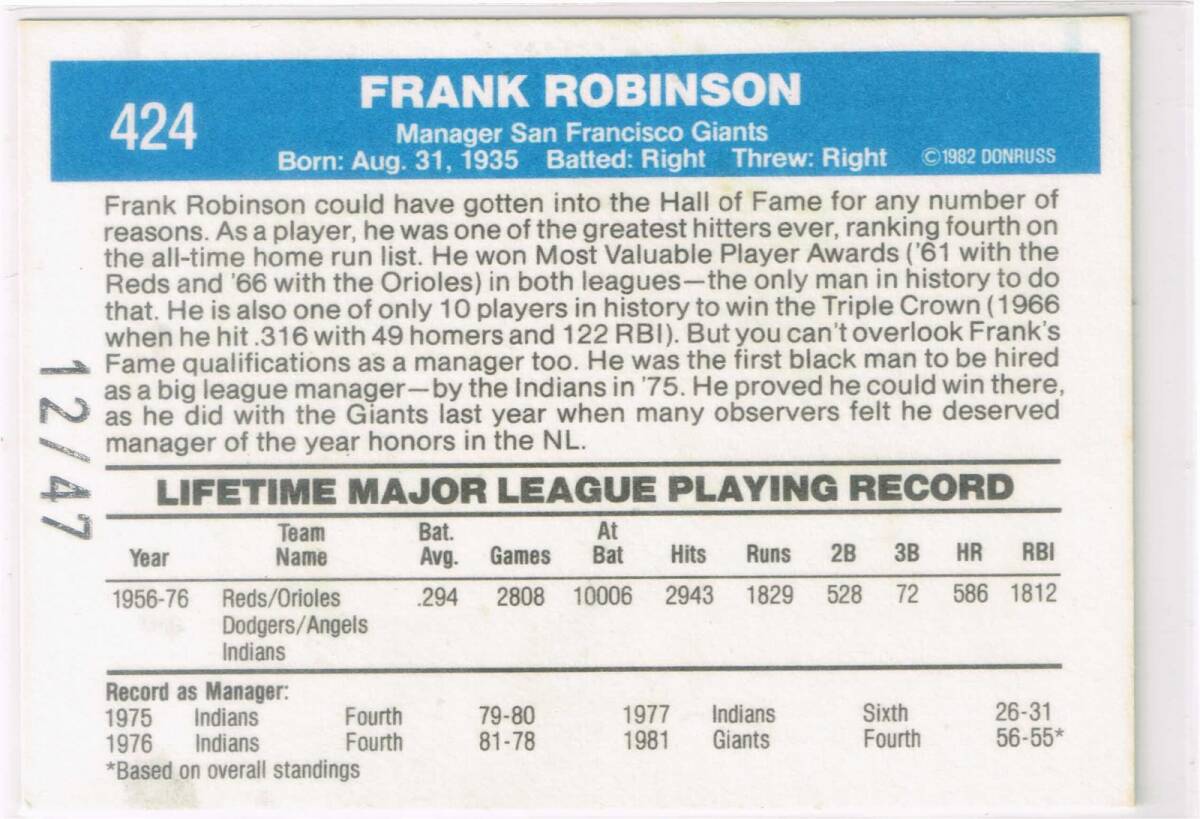 424
FRANK ROBINSON
Manager San Francisco Giants
Born: Aug. 31, 1935 Batted: Right Threw: Right ©1982 DONRUSS
Frank Robinson could have gotten into the Hall of Fame for any number of
reasons. As a player, he was one of the greatest hitters ever, ranking fourth on
the all-time home run list. He won Most Valuable Player Awards ('61 with the
Reds and '66 with the Orioles) in both leagues—the only man in history to do
that. He is also one of only 10 players in history to win the Triple Crown (1966
when he hit .316 with 49 homers and 122 RBI). But you can't overlook Frank's
Fame qualifications as a manager too. He was the first black man to be hired
as a big league manager—by the Indians in '75. He proved he could win there,
as he did with the Giants last year when many observers felt he deserved
manager of the year honors in the NL.
12/47
LIFETIME MAJOR LEAGUE PLAYING RECORD
Year Team Name Bat. Avg. Games At Bat Hits Runs 2B 3B HR RBI
1956-76 Reds/Orioles .294 2808 10006 2943 1829 528 72 586 1812
Dodgers/Angels
Indians
Record as Manager:
1975 Indians Fourth 79-80 1977 Indians Sixth 26-31
1976 Indians Fourth 81-78 1981 Giants Fourth 56-55*
*Based on overall standings